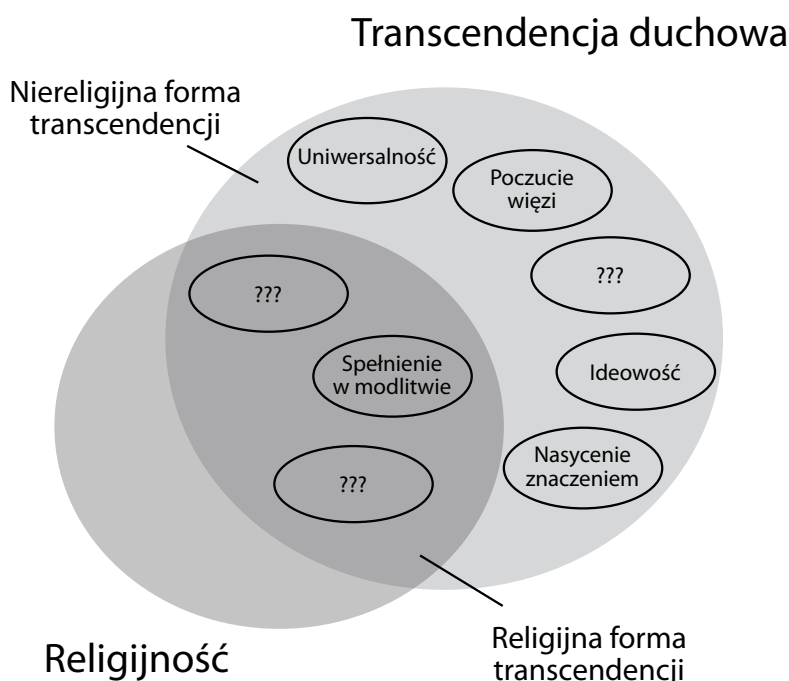 Transcendencja duchowa
Niereligijna forma
transcendencji
Uniwersalność
Poczucie
więzi
???
???
Spełnienie
w modlitwie
Ideowość
Nasycenie
znaczeniem
???
Religijność
Religijna forma
transcendencji